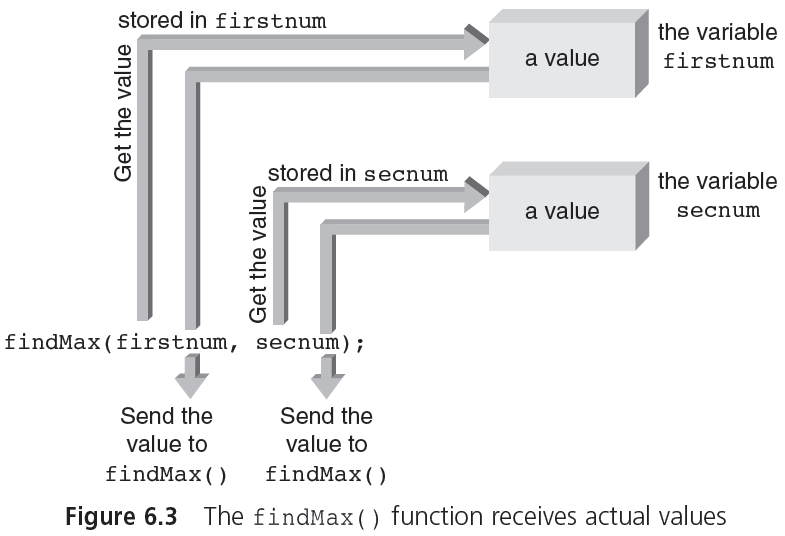 stored in firstnum
Get the value
a value
the variable
firstnum
stored in secnum
Get the value
a value
the variable
secnum
findMax(firstnum, secnum);
Send the
value to
findMax()
Send the
value to
findMax()
Figure 6.3 The findMax() function receives actual values